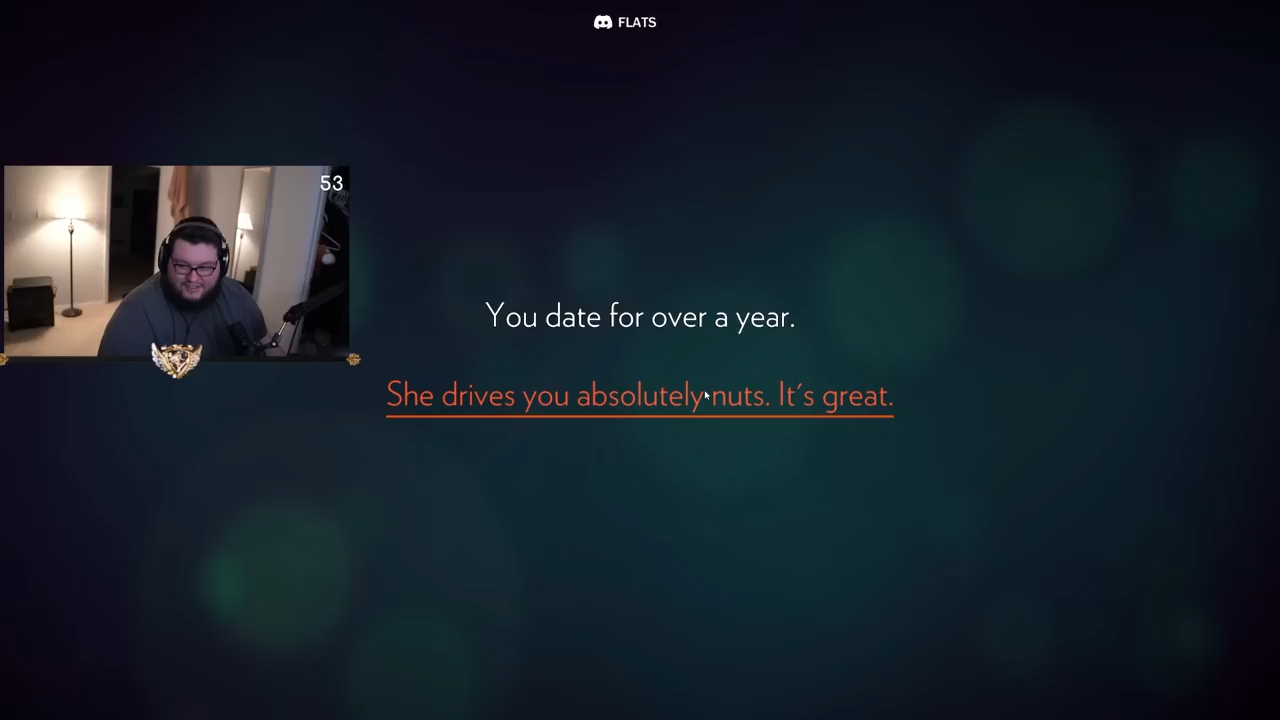 FLATS
53
You date for over a year.
She drives you absolutely nuts. It's great.